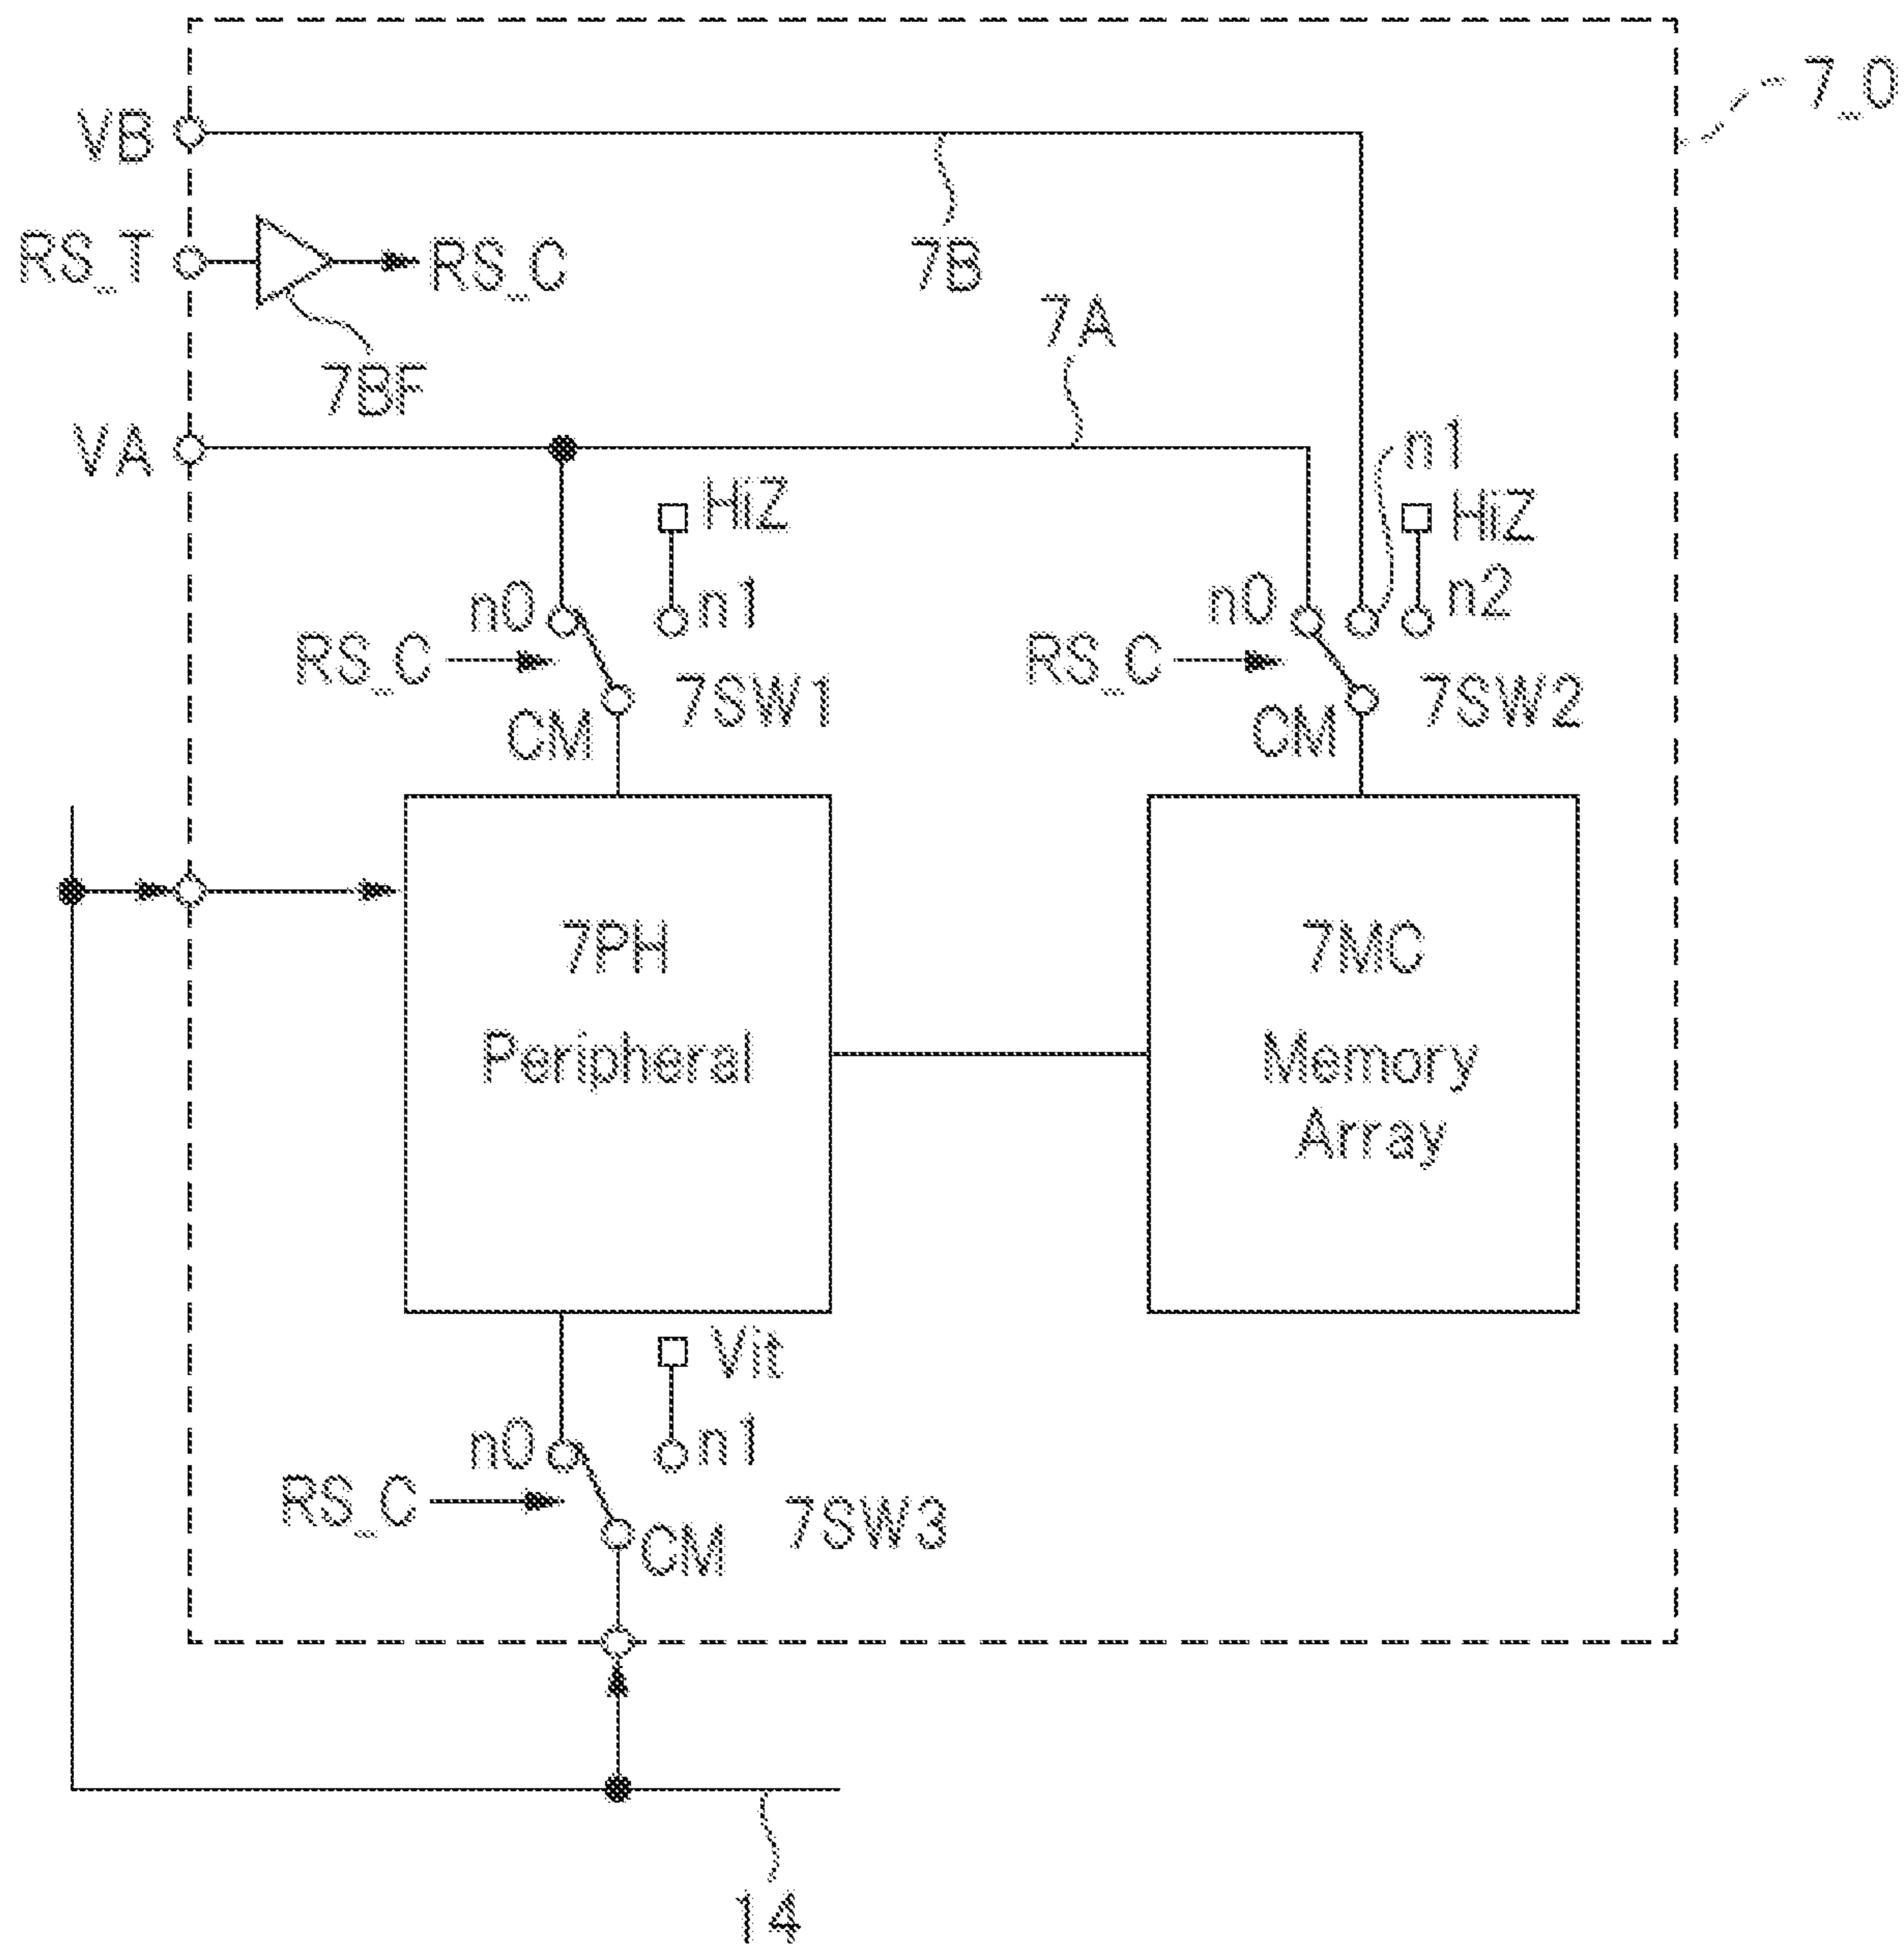 7_0
VB
RS_T
RS_C
7B
7A
7BF
VA
n1
HiZ
HiZ
n0
n1
n0
n2
RS_C
7SW1
RS_C
7SW2
CM
CM
7PH
Peripheral
7MC
Memory
Array
Vit
n0
n1
RS_C
7SW3
CM
14